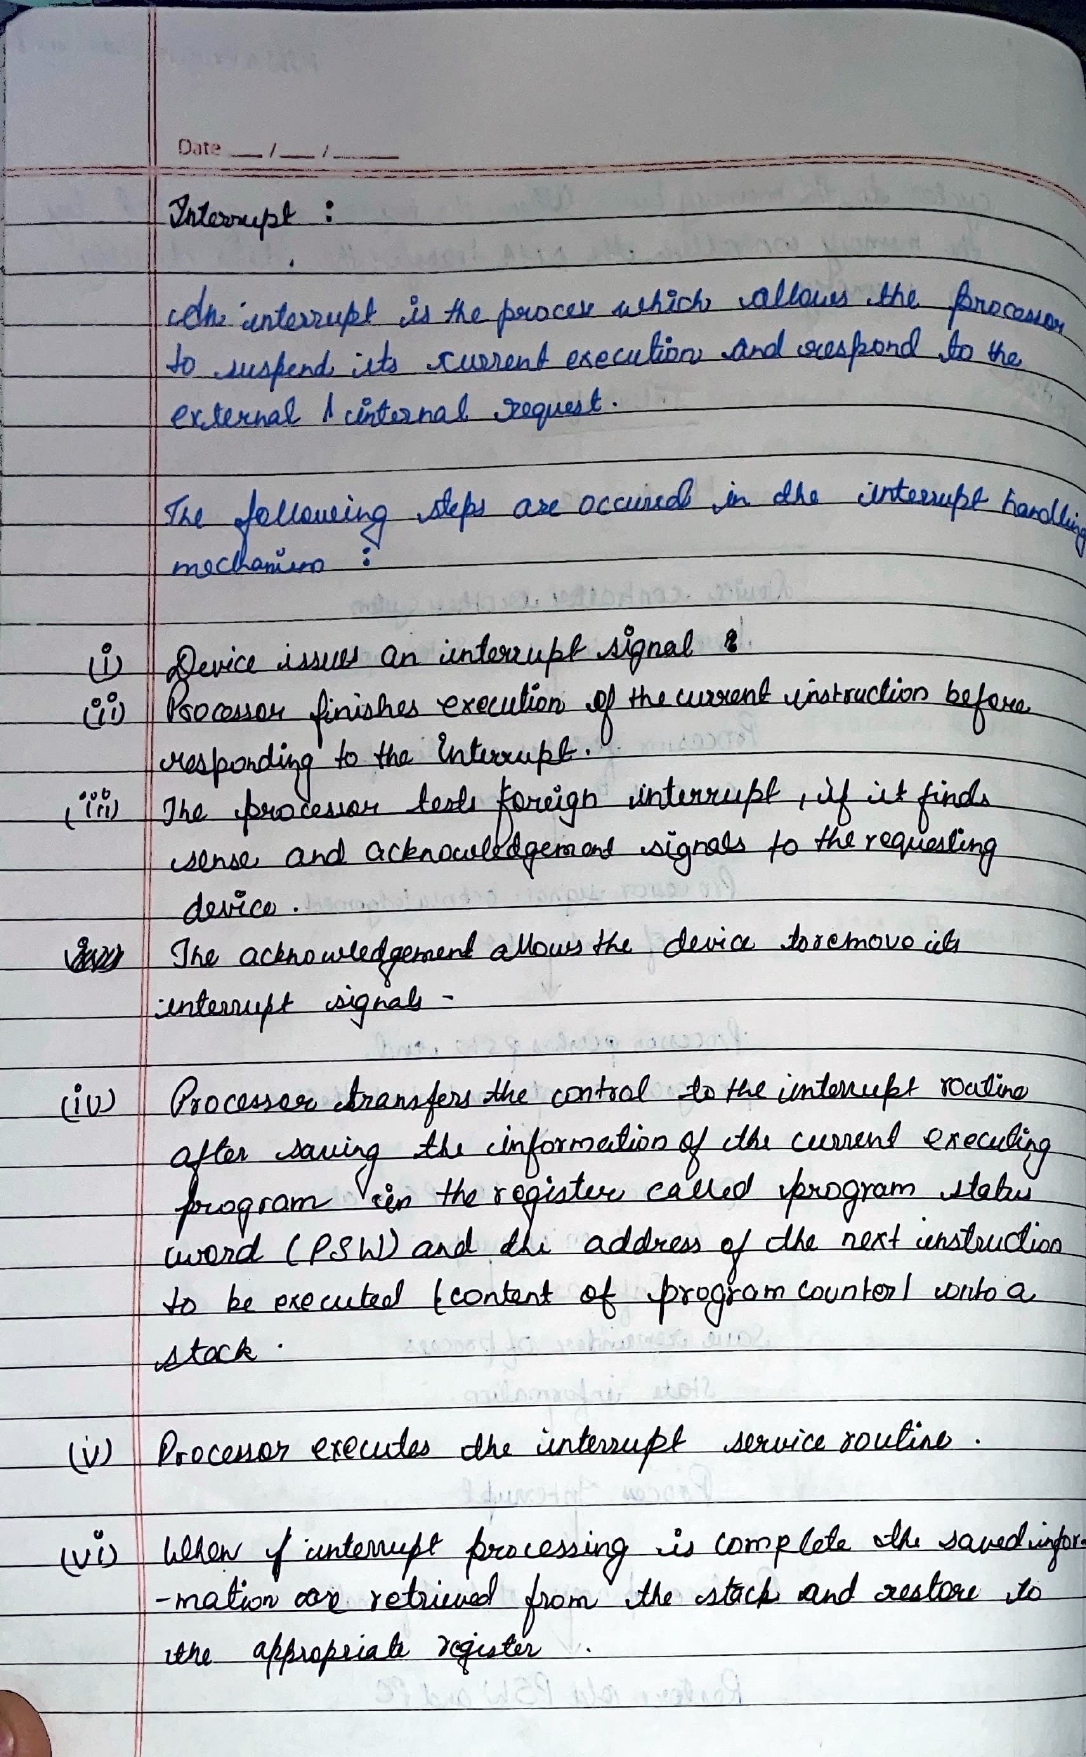 Date __/__/____
Interrupt :
An interrupt is the process which allows the processor
to suspend its current execution and respond to the
external / internal request.
The following steps are occured in the interrupt handling
mechanism :
(i) Device issues an interrupt signal
(ii) Processor finishes execution of the current instruction before
responding to the interrupt.
(iii) The processor tests foreign interrupt, if it finds
sense and acknowledgement signals to the requesting
device.
The acknowledgement allows the device to remove its
interrupt signals -
(iv) Processor transfers the control to the interrupt routine
after saving the information of the current executing
program in the register called program status
word (PSW) and the address of the next instruction
to be executed (content of program counter) onto a
stack.
(v) Processor executes the interrupt service routine.
(vi) When if interrupt processing is complete the saved infor-
-mation are retrieved from the stack and restore to
the appropriate register.